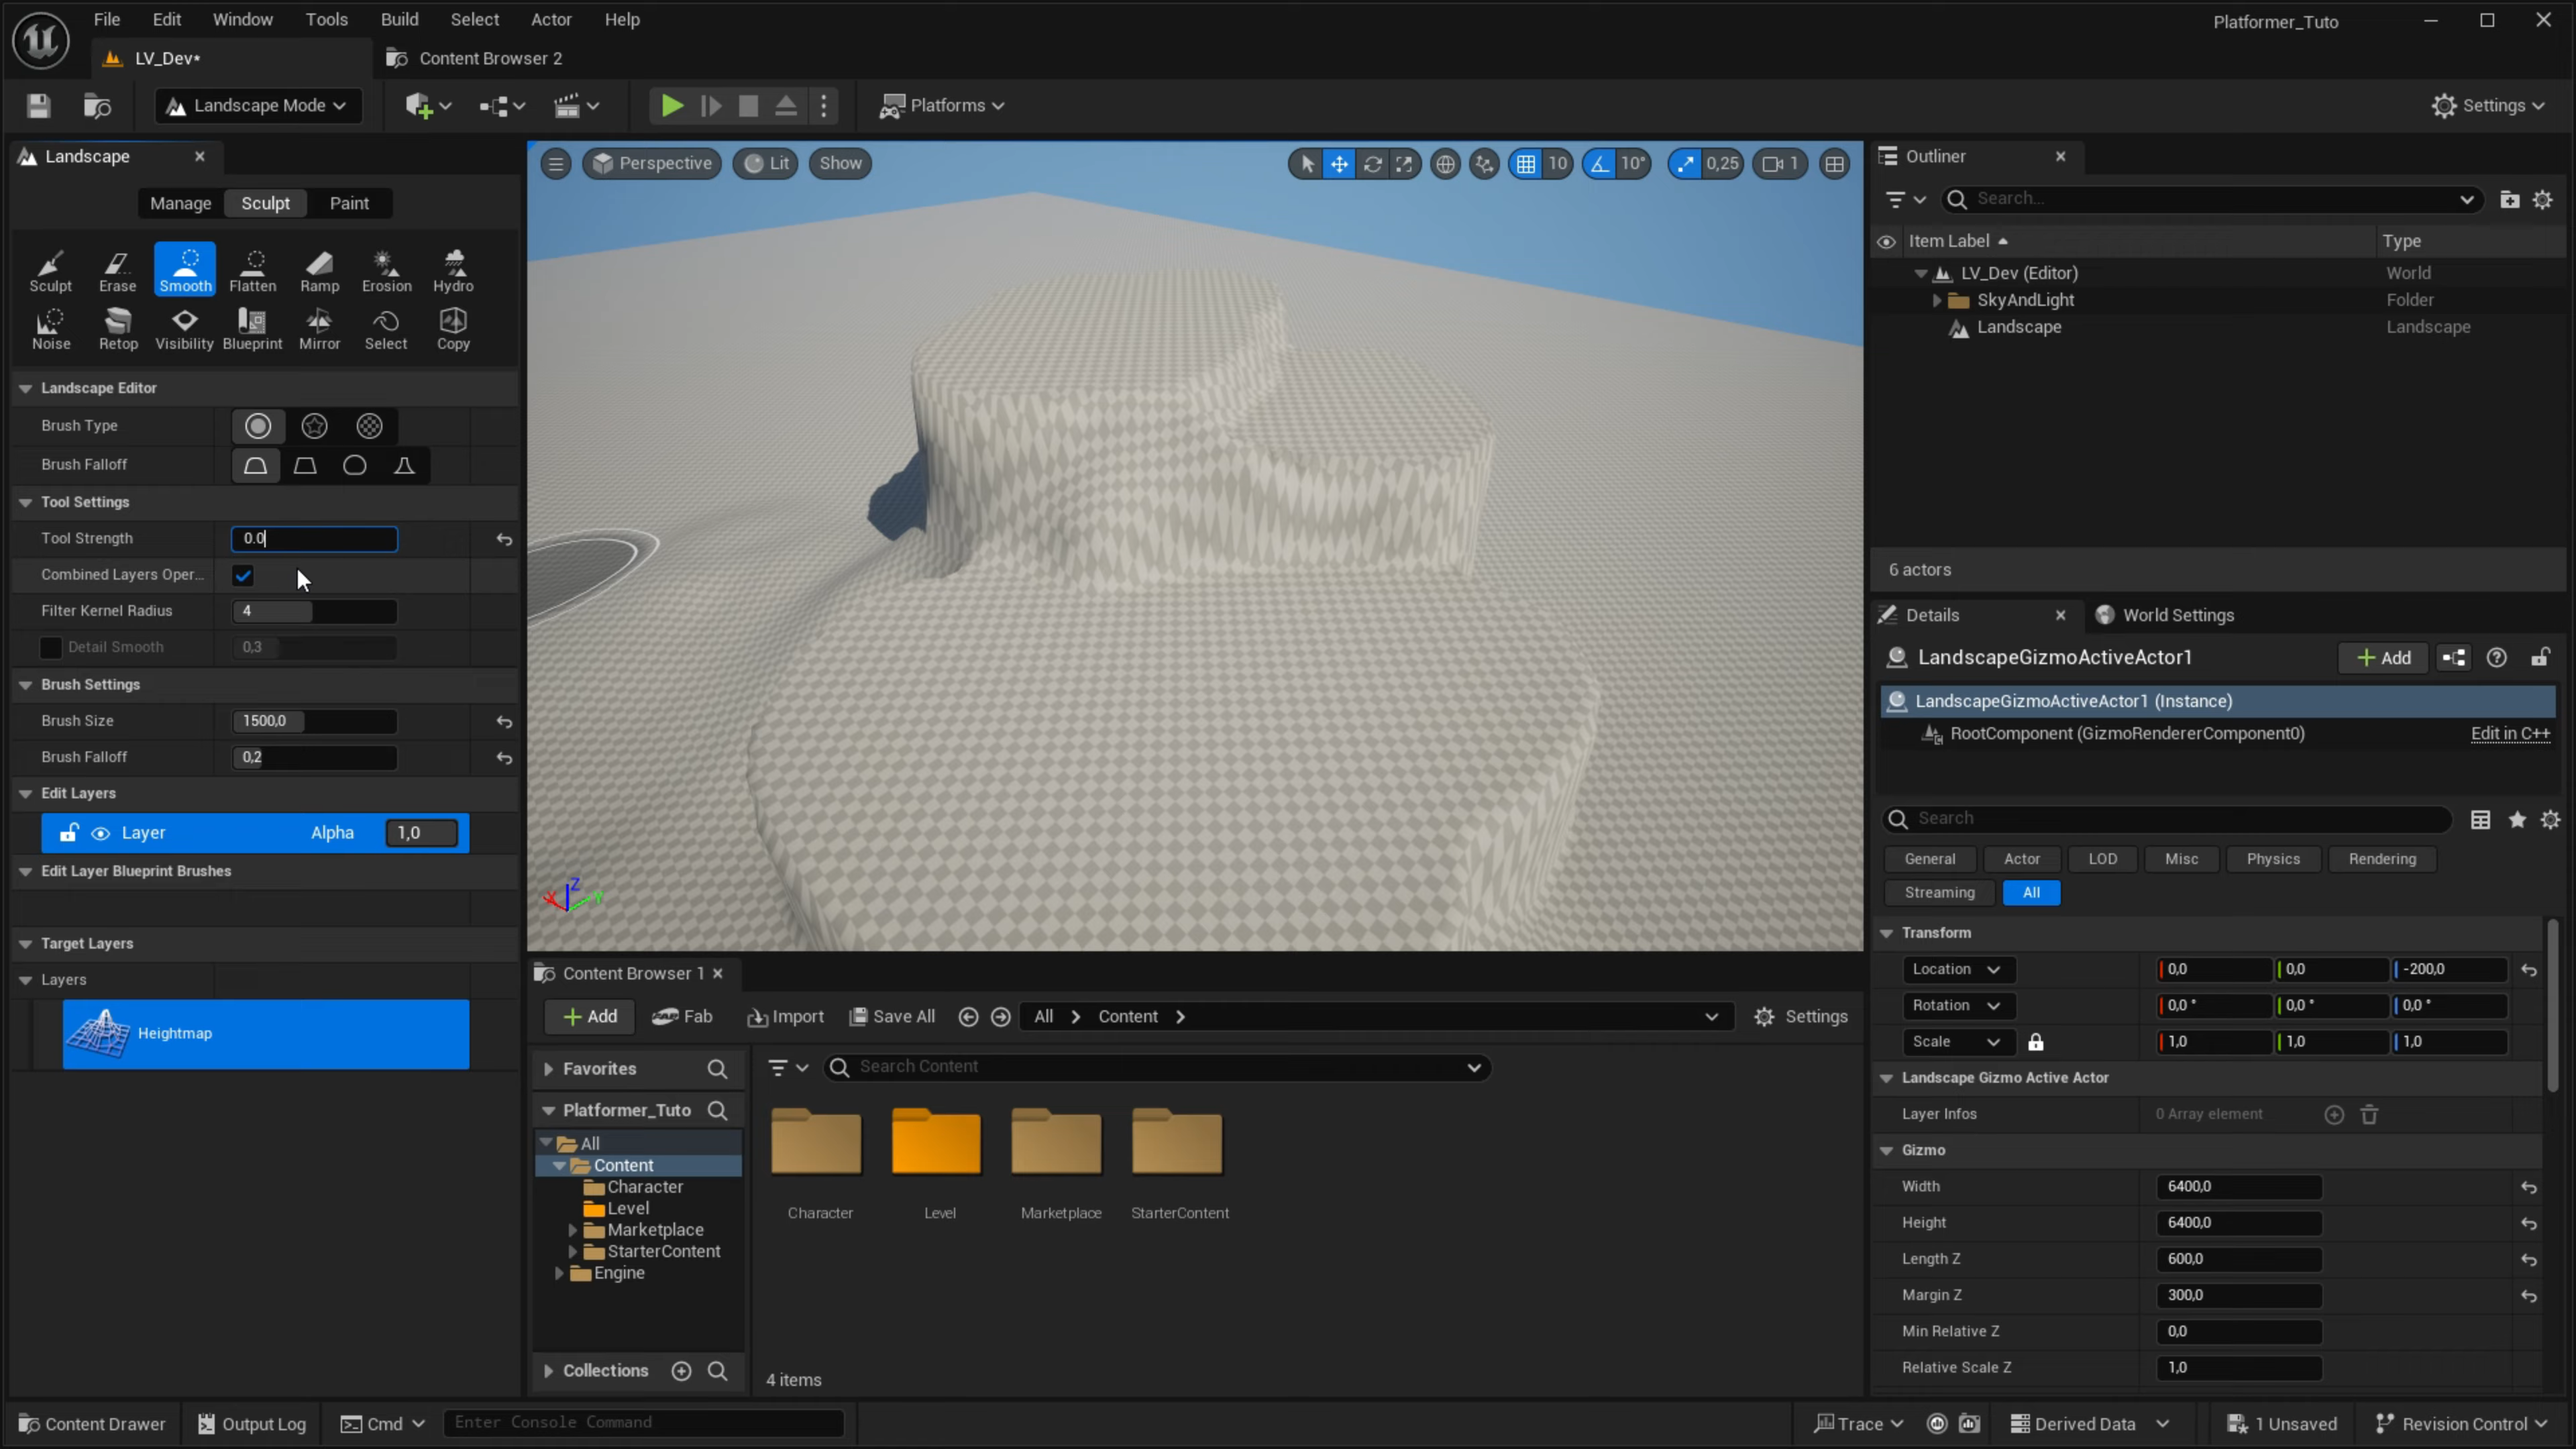 File Edit Window Tools Build Select Actor Help
Platformer_Tuto
LV_Dev*
Content Browser 2
Landscape Mode
Platforms
Settings
Landscape
Manage Sculpt Paint
Sculpt Erase Smooth Flatten Ramp Erosion Hydro
Noise Retop Visibility Blueprint Mirror Select Copy
Landscape Editor
Brush Type
Brush Falloff
Tool Settings
Tool Strength 0.0
Combined Layers Oper...
Filter Kernel Radius 4
Detail Smooth 0,3
Brush Settings
Brush Size 1500,0
Brush Falloff 0,2
Edit Layers
Layer Alpha 1,0
Edit Layer Blueprint Brushes
Target Layers
Layers
Heightmap
Perspective Lit Show
10 10° 0,25 1
X Z Y
Content Browser 1
Add Fab Import Save All All Content Settings
Favorites
Search Content
Platformer_Tuto
All
Content
Character
Level
Marketplace
StarterContent
Engine
Collections
Character Level Marketplace StarterContent
4 items
Outliner
Search...
Item Label Type
LV_Dev (Editor) World
SkyAndLight Folder
Landscape Landscape
6 actors
Details World Settings
LandscapeGizmoActiveActor1 Add
LandscapeGizmoActiveActor1 (Instance)
RootComponent (GizmoRendererComponent0) Edit in C++
Search
General Actor LOD Misc Physics Rendering
Streaming All
Transform
Location 0,0 0,0 -200,0
Rotation 0,0 ° 0,0 ° 0,0 °
Scale 1,0 1,0 1,0
Landscape Gizmo Active Actor
Layer Infos 0 Array element
Gizmo
Width 6400,0
Height 6400,0
Length Z 600,0
Margin Z 300,0
Min Relative Z 0,0
Relative Scale Z 1,0
Content Drawer Output Log Cmd Enter Console Command Trace Derived Data 1 Unsaved Revision Control